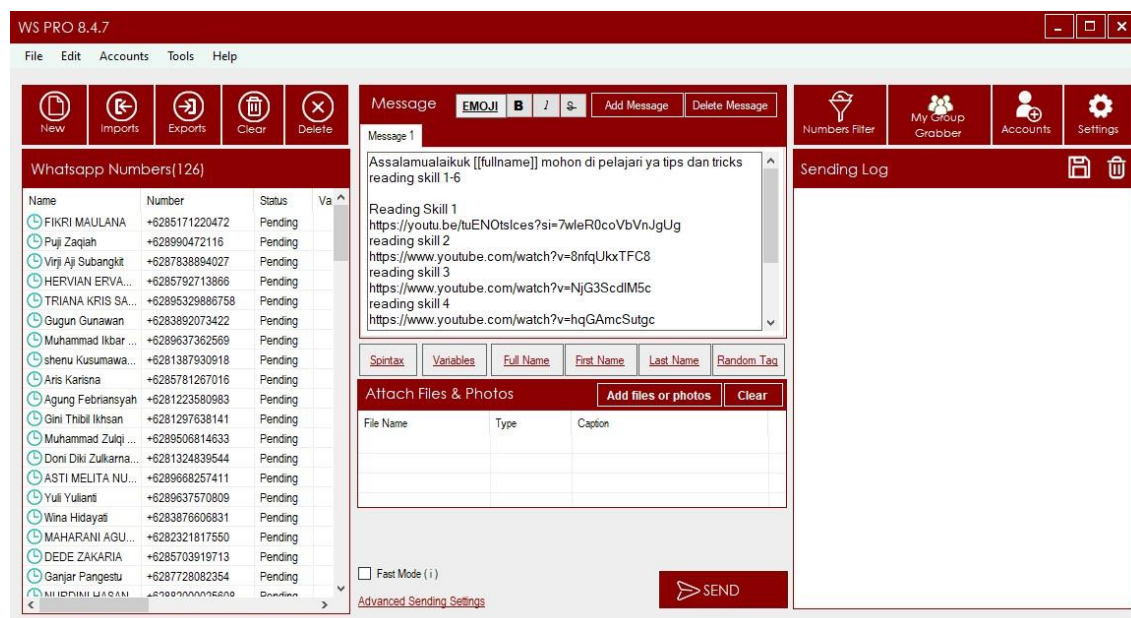 WS PRO 8.4.7
File Edit Accounts Tools Help
New Imports Exports Clear Delete
Whatsapp Numbers(126)
Name Number Status Va
FIKRI MAULANA +6285171220472 Pending
Puji Zaqiah +628990472116 Pending
Virji Aji Subangkit +6287838894027 Pending
HERVIAN ERVA... +6285792713866 Pending
TRIANA KRIS SA... +62895329886758 Pending
Gugun Gunawan +6283892073422 Pending
Muhammad Ikbar ... +6289637362569 Pending
shenu Kusumawa... +6281387930918 Pending
Aris Karisna +6285781267016 Pending
Agung Febriansyah +6281223580983 Pending
Gini Thibil Ikhsan +6281297638141 Pending
Muhammad Zulqi ... +6289506814633 Pending
Doni Diki Zulkarna... +6281324839544 Pending
ASTI MELITA NU... +6289668257411 Pending
Yuli Yulianti +6289637570809 Pending
Wina Hidayati +6283876606831 Pending
MAHARANI AGU... +6282321817550 Pending
DEDE ZAKARIA +6285703919713 Pending
Ganjar Pangestu +6287728082354 Pending
Message EMOJI B I S Add Message Delete Message
Message 1
Assalamualaikuk [[fullname]] mohon di pelajari ya tips dan tricks
reading skill 1-6
Reading Skill 1
https://youtu.be/tuENOtslces?si=7wleR0coVbVnJgUg
reading skill 2
https://www.youtube.com/watch?v=8nfqUkxTFC8
reading skill 3
https://www.youtube.com/watch?v=NjG3ScdlM5c
reading skill 4
https://www.youtube.com/watch?v=hqGAmcSutgc
Spintax Variables Full Name First Name Last Name Random Tag
Attach Files & Photos Add files or photos Clear
File Name Type Caption
Fast Mode ( i )
Advanced Sending Settings
SEND
Numbers Filter My Group Grabber Accounts Settings
Sending Log